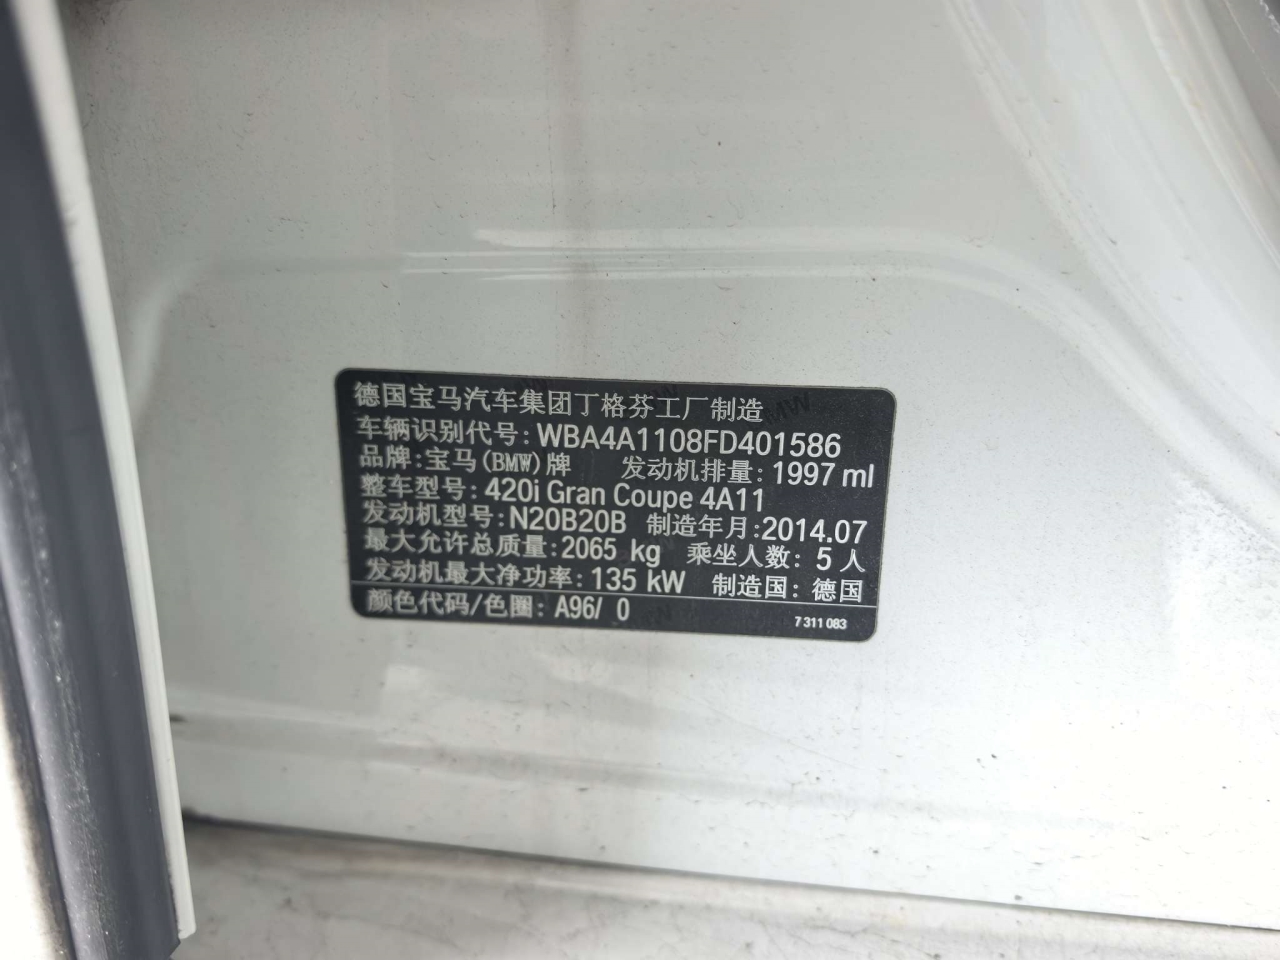 德国宝马汽车集团丁格芬工厂制造
车辆识别代号: WBA4A1108FD401586
品牌:宝马(BMW)牌 发动机排量:1997 ml
整车型号: 420i Gran Coupe 4A11
发动机型号: N20B20B 制造年月:2014.07
最大允许总质量:2065 kg 乘坐人数: 5 人
发动机最大净功率:135 kW 制造国: 德国
颜色代码/色圈: A96/ 0 7 311 083